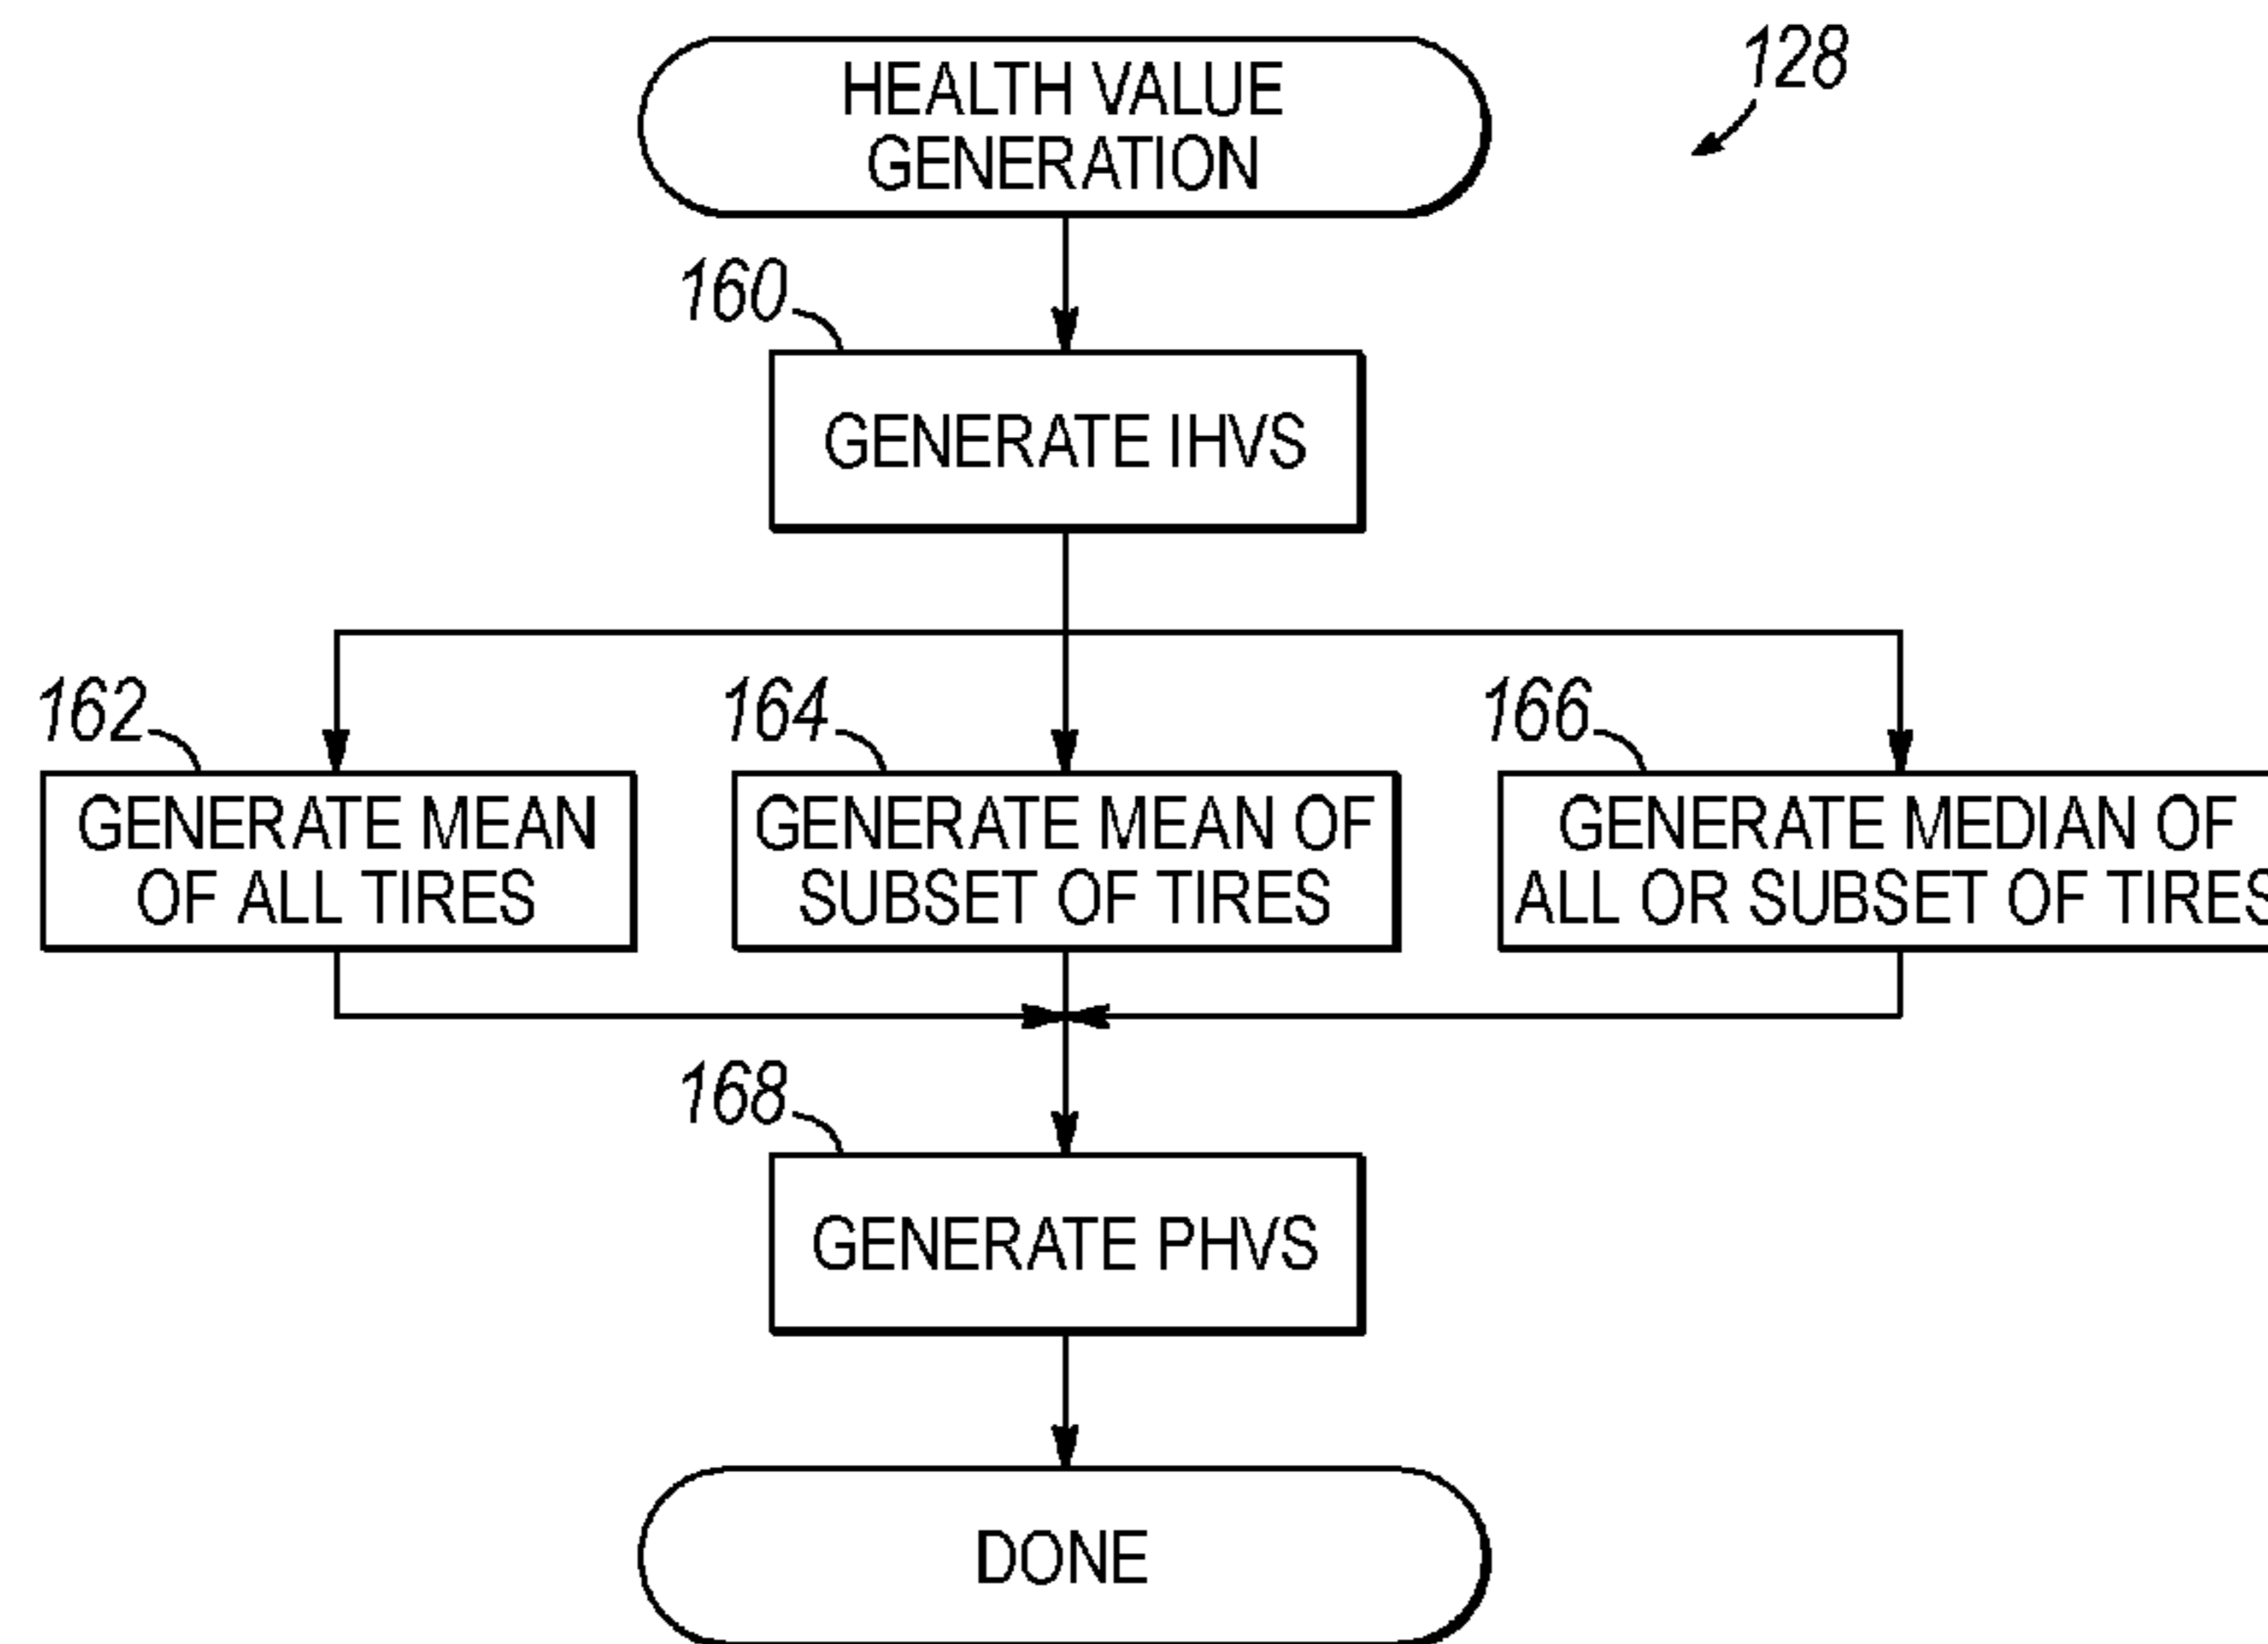 HEALTH VALUE
GENERATION
128
160
GENERATE IHVS
162
GENERATE MEAN
OF ALL TIRES
164
GENERATE MEAN OF
SUBSET OF TIRES
166
GENERATE MEDIAN OF
ALL OR SUBSET OF TIRES
168
GENERATE PHVS
DONE